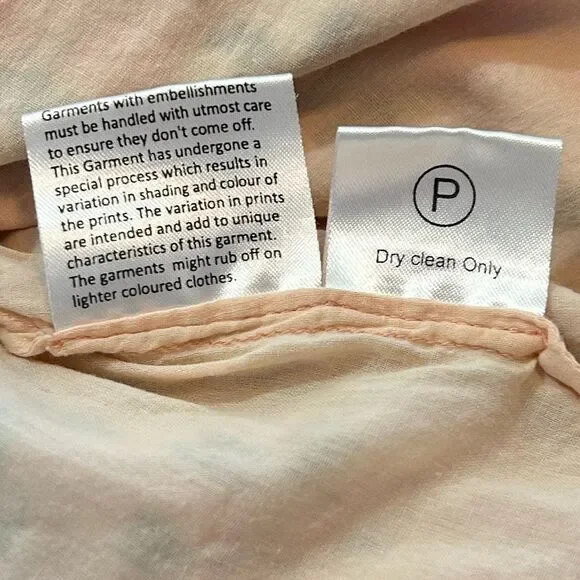 Garments with embellishments
must be handled with utmost care
to ensure they don't come off.
This Garment has undergone a
special process which results in
variation in shading and colour of
the prints. The variation in prints
are intended and add to unique
characteristics of this garment.
The garments might rub off on
lighter coloured clothes.
P
Dry clean Only